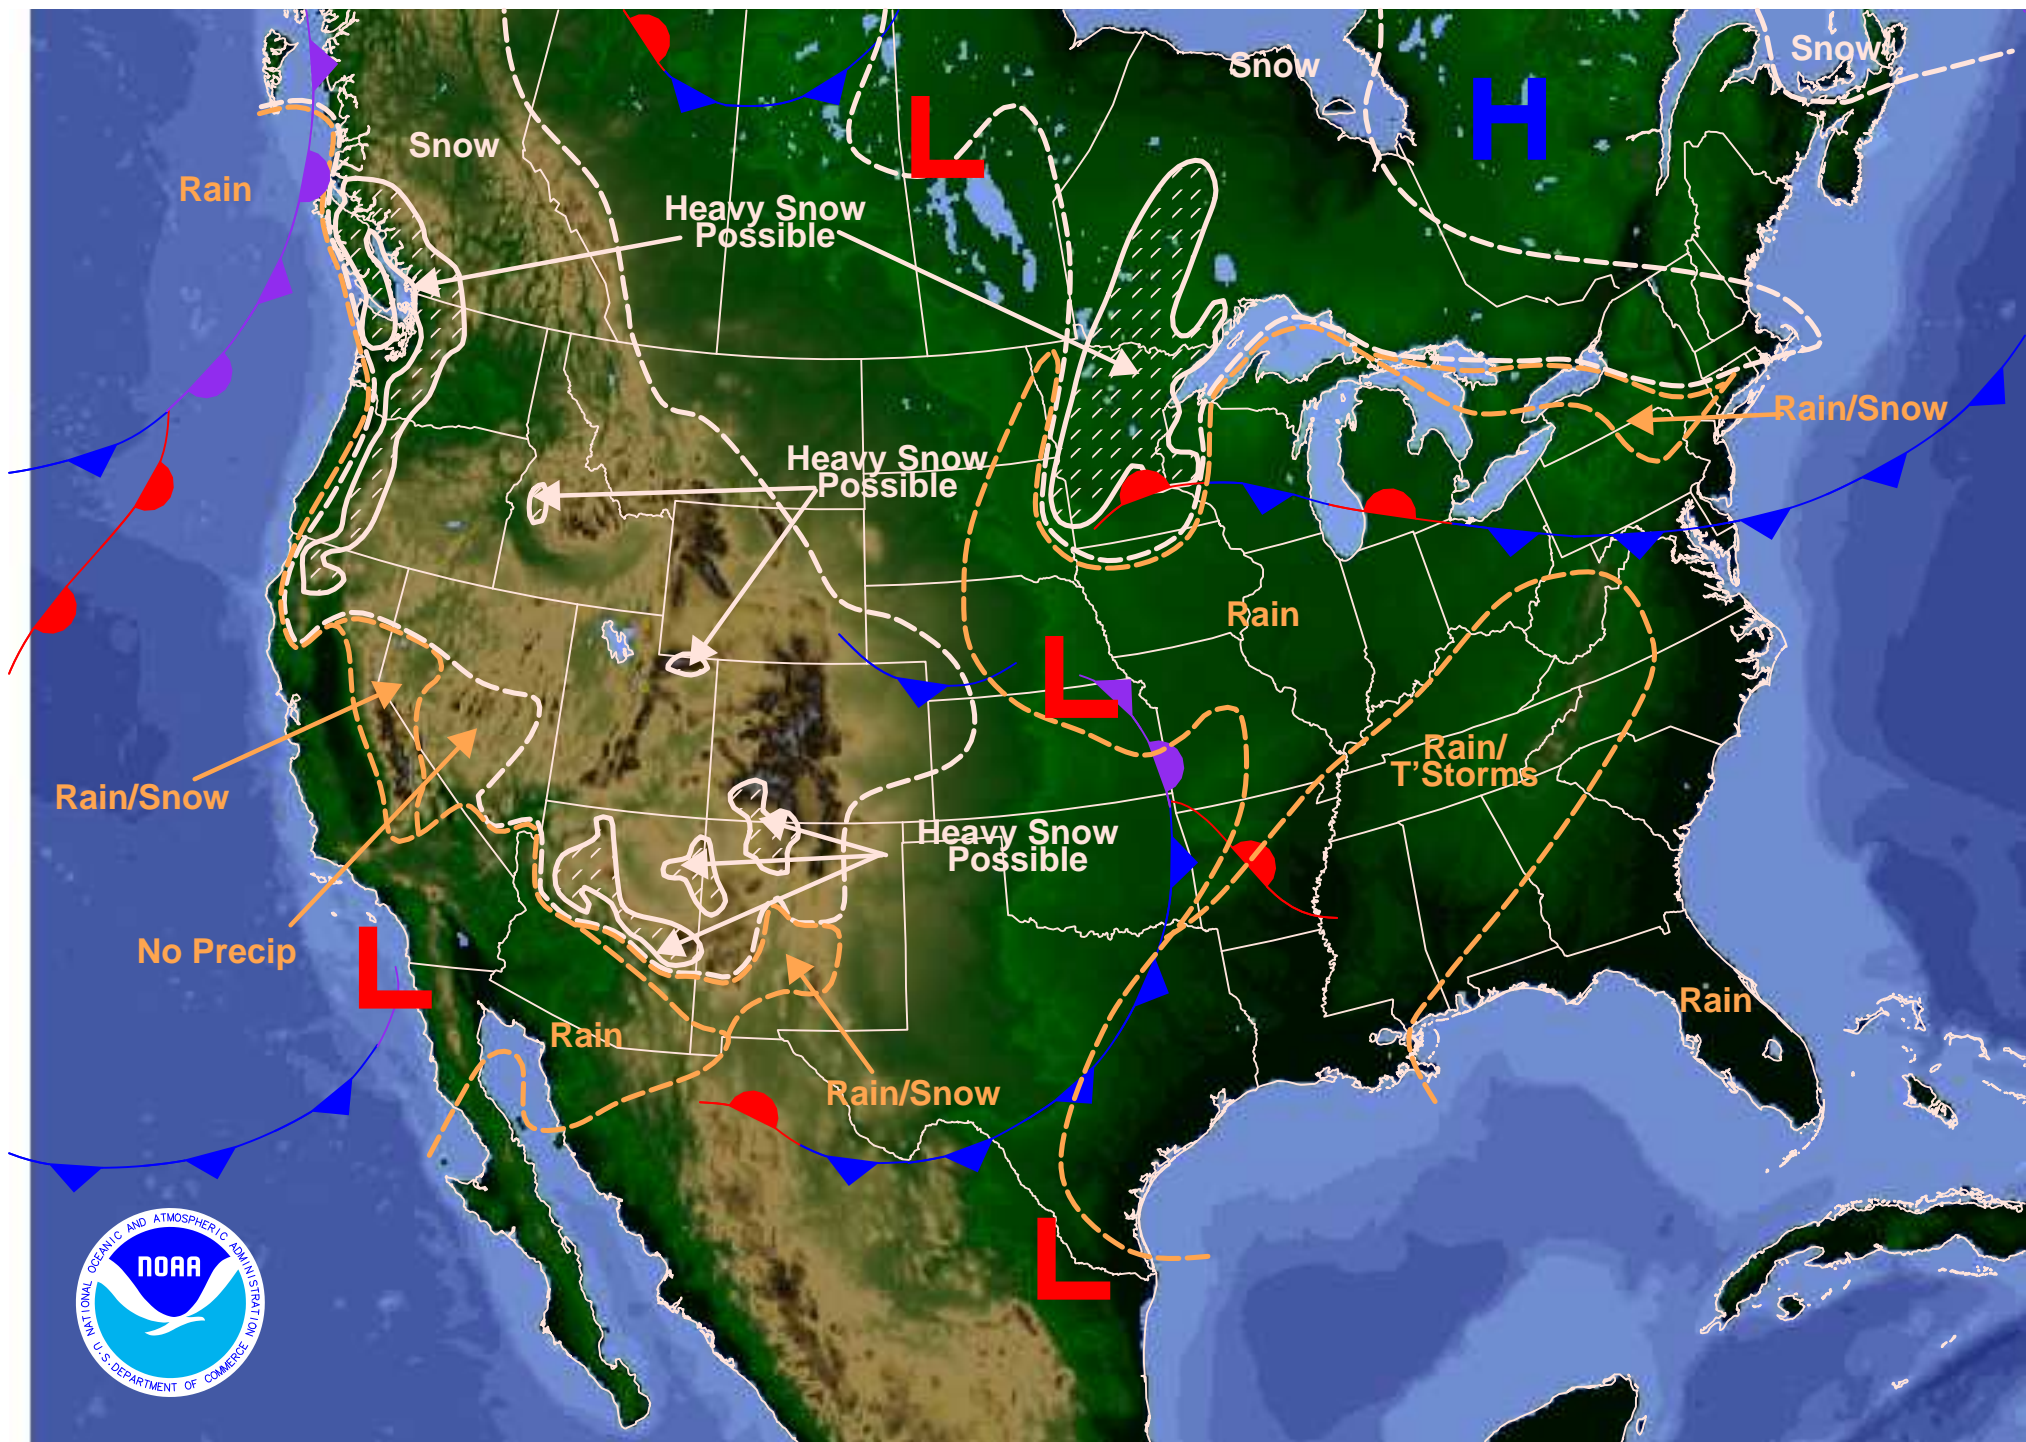 Snow
Snow
H
L
Snow
Rain
Heavy Snow
Possible
Rain/Snow
Heavy Snow
Possible
Rain
L
Rain/
T'Storms
Rain/Snow
Heavy Snow
Possible
No Precip
L
Rain
Rain
Rain/Snow
L
NATIONAL OCEANIC AND ATMOSPHERIC ADMINISTRATION
NOAA
U.S. DEPARTMENT OF COMMERCE